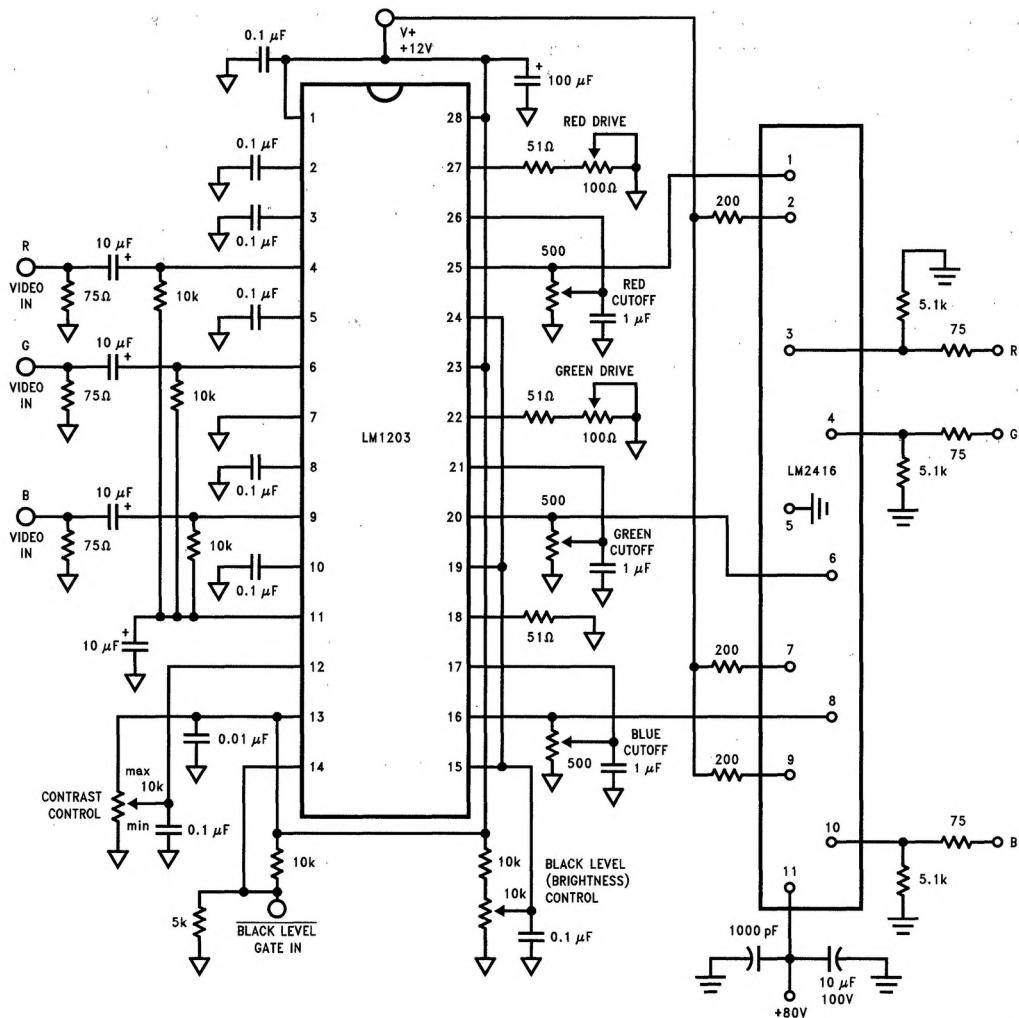 V+
+12V
0.1 μF
+
100 μF
1
28
0.1 μF
2
27
51Ω
RED DRIVE
100Ω
3
26
0.1 μF
R
VIDEO
IN
75Ω
10 μF
+
10k
4
25
500
RED
CUTOFF
1 μF
0.1 μF
5
24
G
VIDEO
IN
75Ω
10 μF
+
10k
6
23
GREEN DRIVE
7
22
51Ω
100Ω
LM1203
8
21
0.1 μF
B
VIDEO
IN
75Ω
10 μF
+
10k
9
20
500
GREEN
CUTOFF
1 μF
10
19
0.1 μF
11
18
51Ω
10 μF
+
12
17
13
16
0.01 μF
500
BLUE
CUTOFF
1 μF
14
15
CONTRAST
CONTROL
max
10k
min
0.1 μF
10k
5k
BLACK LEVEL
GATE IN
10k
10k
BLACK LEVEL
(BRIGHTNESS)
CONTROL
0.1 μF
1
200
2
3
5.1k
75
R
4
75
G
5.1k
LM2416
5
6
200
7
8
200
9
10
75
B
5.1k
11
1000 pF
10 μF
100V
+80V